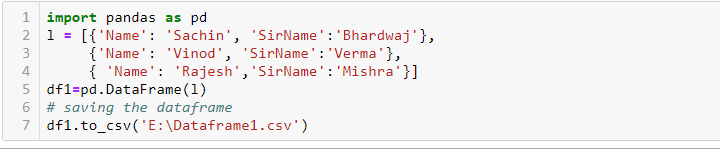 1 import pandas as pd
2 l = [{'Name': 'Sachin', 'SirName':'Bhardwaj'},
3      {'Name': 'Vinod', 'SirName':'Verma'},
4      { 'Name': 'Rajesh','SirName':'Mishra'}]
5 df1=pd.DataFrame(l)
6 # saving the dataframe
7 df1.to_csv('E:\Dataframe1.csv')